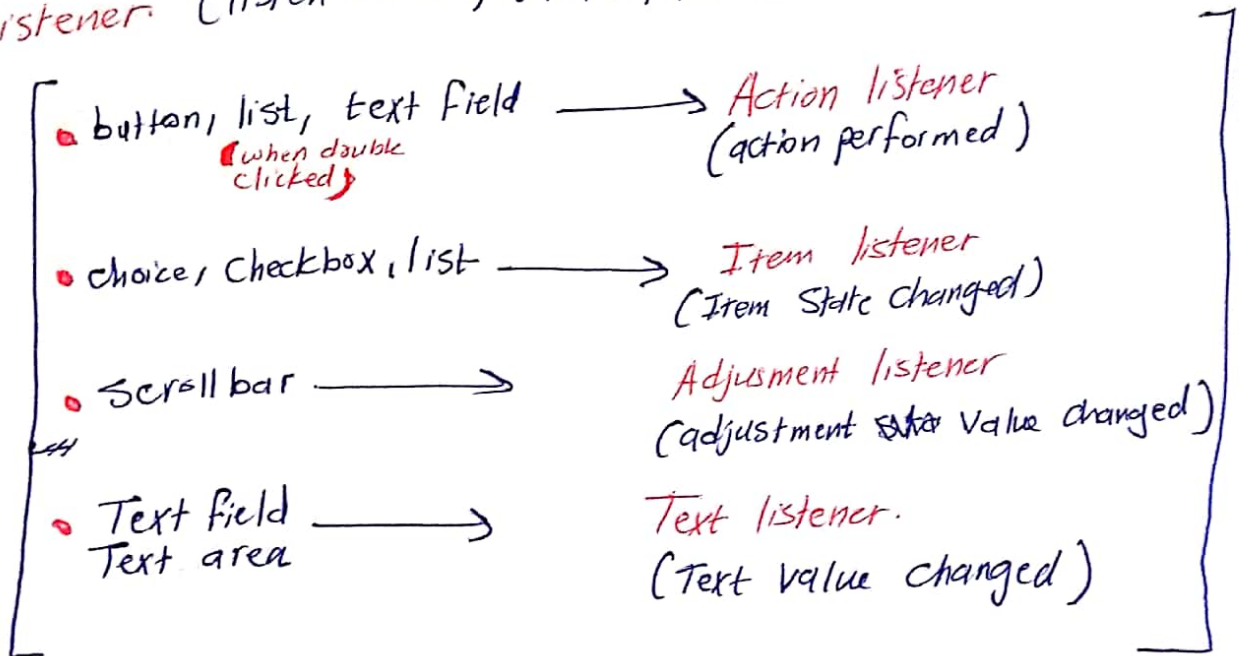 istener.
button, list, text field → Action listener
(when double (action performed)
clicked)
choice, Checkbox, list → Item listener
(Item State Changed)
Scroll bar → Adjusment listener
(adjustment Value changed)
Text field → Text listener.
Text area (Text value changed)